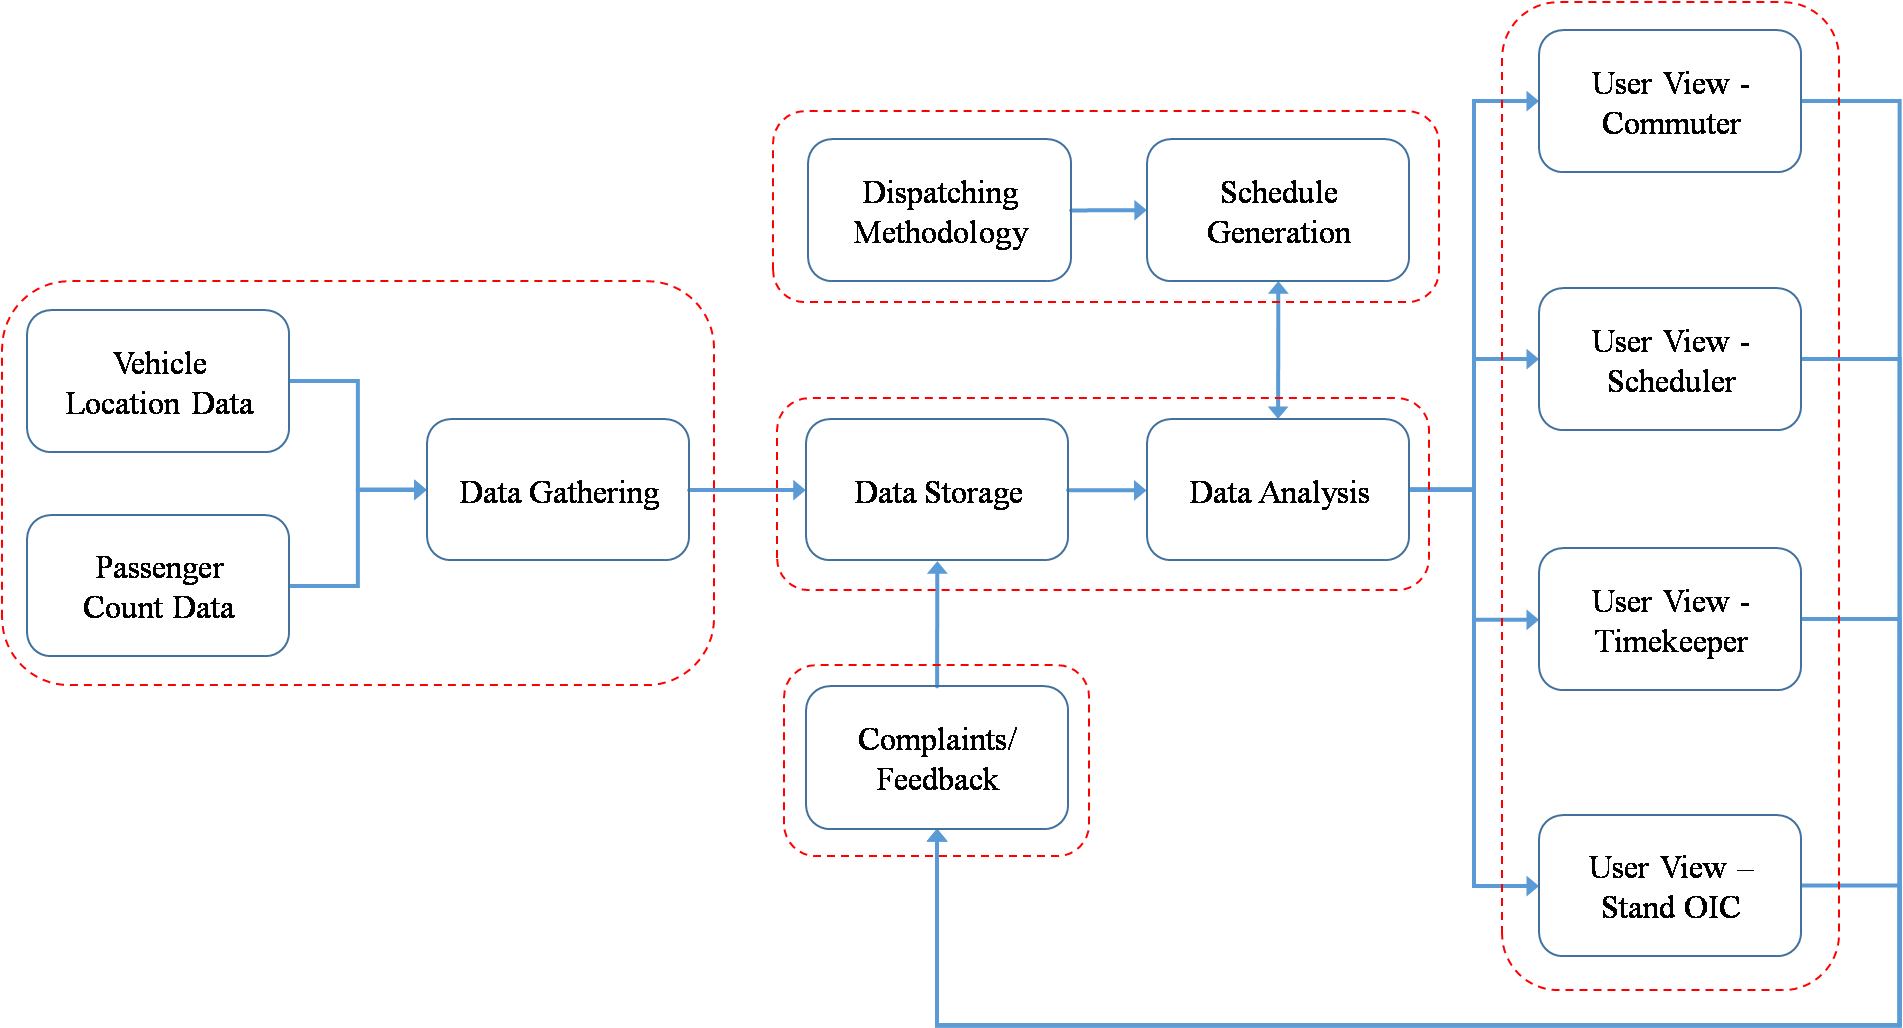 Vehicle
Location Data
Passenger
Count Data
Data Gathering
Dispatching
Methodology
Schedule
Generation
Data Storage
Data Analysis
Complaints/
Feedback
User View -
Commuter
User View -
Scheduler
User View -
Timekeeper
User View –
Stand OIC